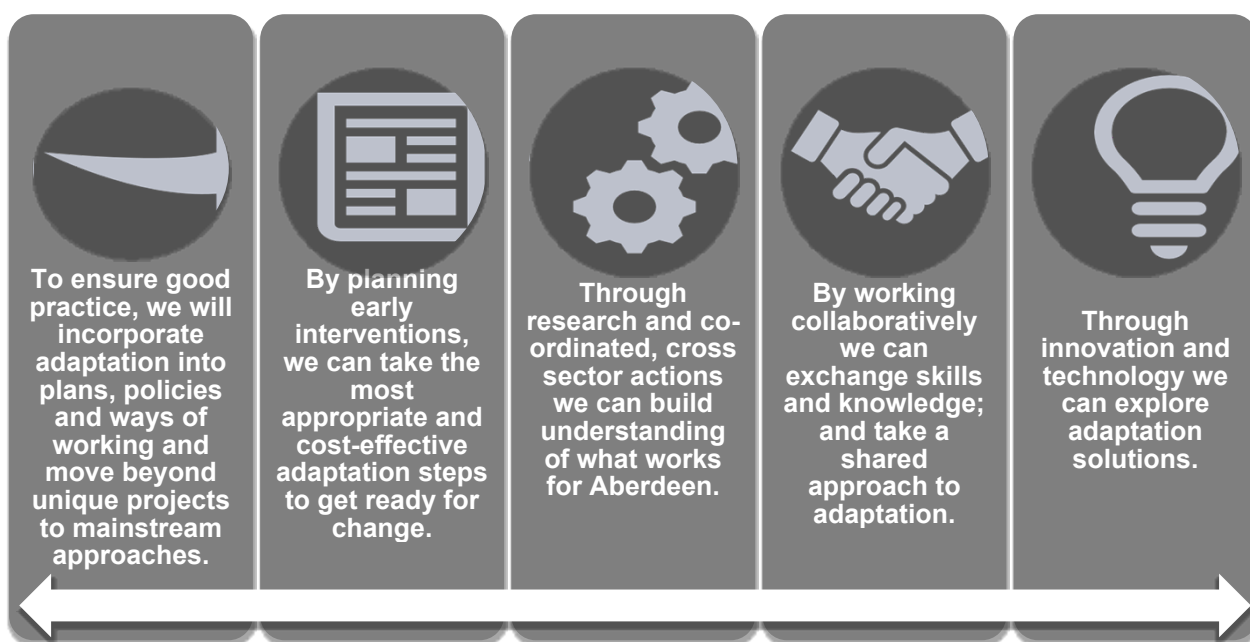 To ensure good
practice, we will
incorporate
adaptation into
plans, policies
and ways of
working and
move beyond
unique projects
to mainstream
approaches.
By planning
early
interventions,
we can take the
most
appropriate and
cost-effective
adaptation steps
to get ready for
change.
Through
research and co-
ordinated, cross
sector actions
we can build
understanding
of what works
for Aberdeen.
By working
collaboratively
we can
exchange skills
and knowledge;
and take a
shared
approach to
adaptation.
Through
innovation and
technology we
can explore
adaptation
solutions.